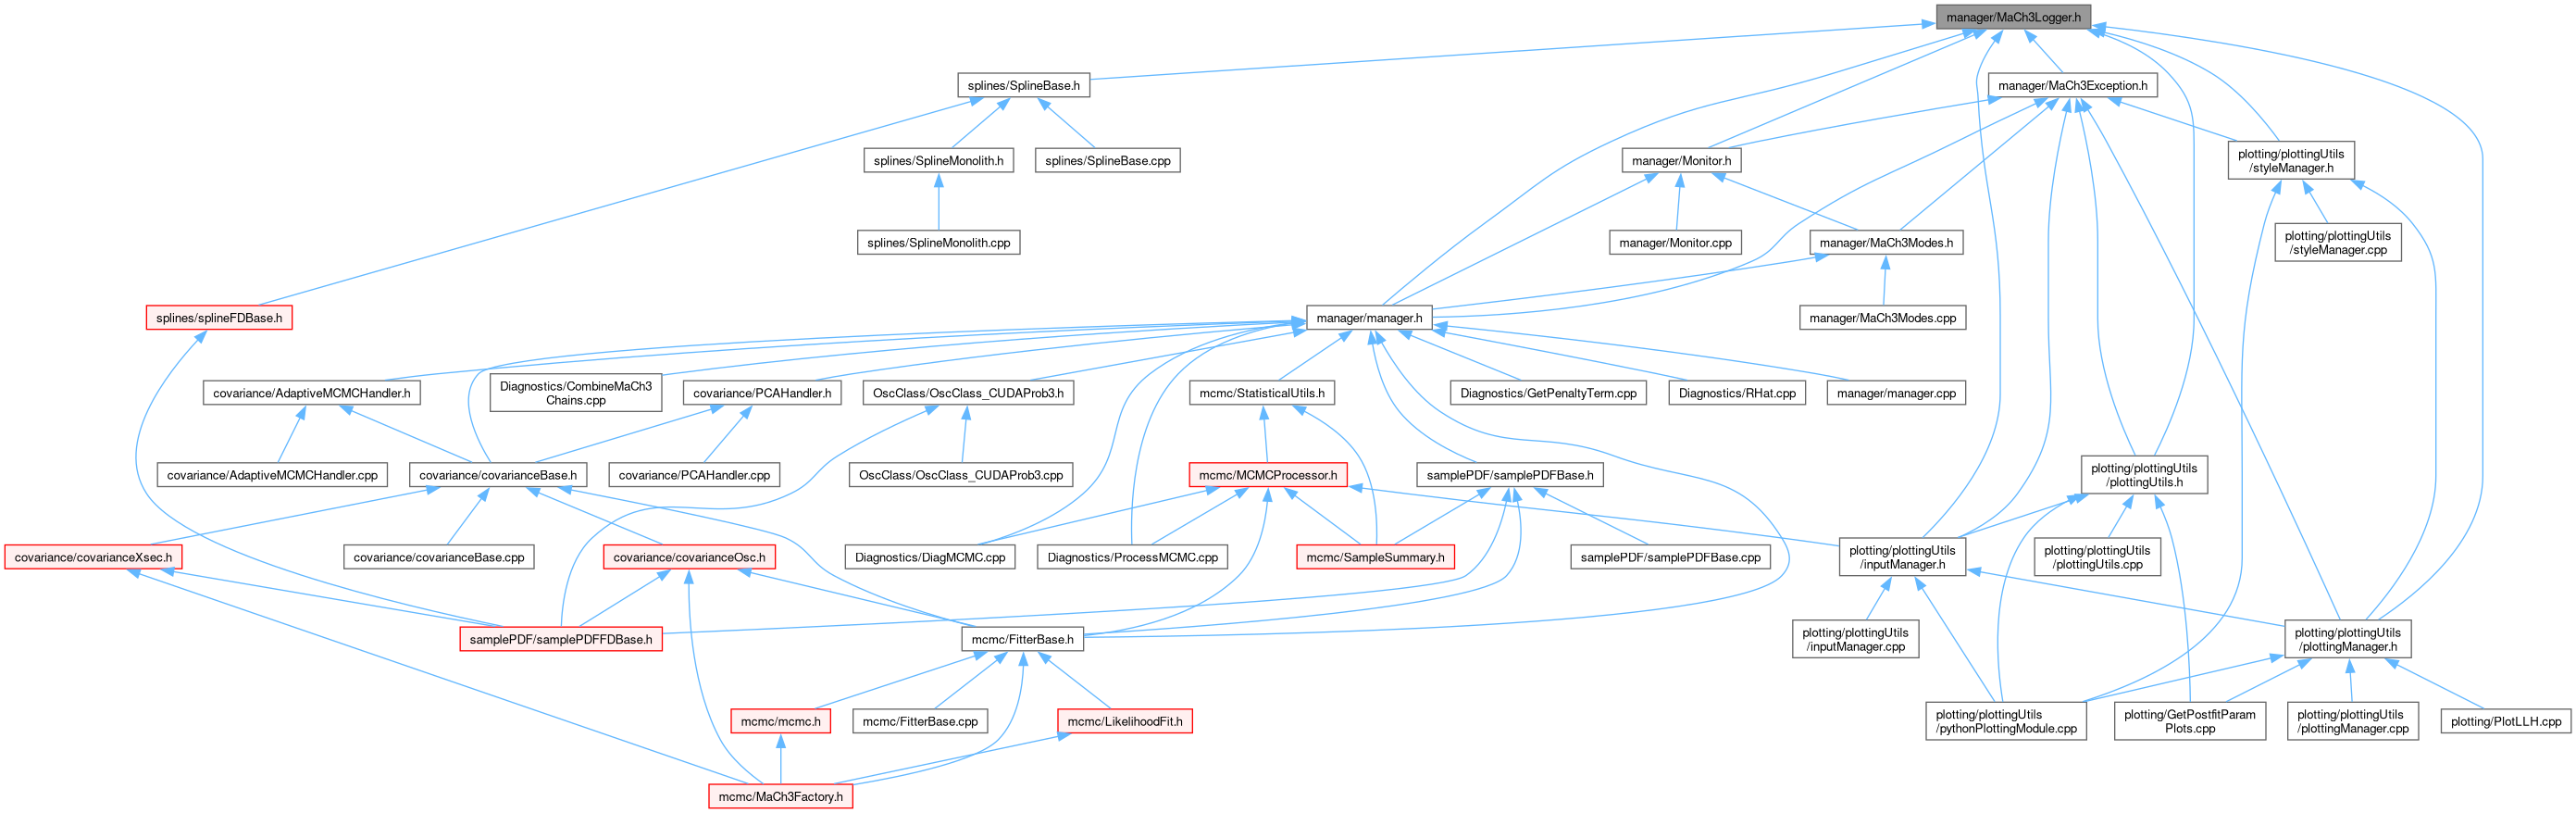 manager/MaCh3Logger.h
splines/SplineBase.h
manager/MaCh3Exception.h
splines/SplineMonolith.h
splines/SplineBase.cpp
manager/Monitor.h
plotting/plottingUtils
/styleManager.h
splines/SplineMonolith.cpp
manager/Monitor.cpp
manager/MaCh3Modes.h
plotting/plottingUtils
/styleManager.cpp
splines/splineFDBase.h
manager/manager.h
manager/MaCh3Modes.cpp
covariance/AdaptiveMCMCHandler.h
Diagnostics/CombineMaCh3
Chains.cpp
covariance/PCAHandler.h
OscClass/OscClass_CUDAProb3.h
mcmc/StatisticalUtils.h
Diagnostics/GetPenaltyTerm.cpp
Diagnostics/RHat.cpp
manager/manager.cpp
covariance/AdaptiveMCMCHandler.cpp
covariance/covarianceBase.h
covariance/PCAHandler.cpp
OscClass/OscClass_CUDAProb3.cpp
mcmc/MCMCProcessor.h
samplePDF/samplePDFBase.h
plotting/plottingUtils
/plottingUtils.h
covariance/covarianceXsec.h
covariance/covarianceBase.cpp
covariance/covarianceOsc.h
Diagnostics/DiagMCMC.cpp
Diagnostics/ProcessMCMC.cpp
mcmc/SampleSummary.h
samplePDF/samplePDFBase.cpp
plotting/plottingUtils
/inputManager.h
plotting/plottingUtils
/plottingUtils.cpp
samplePDF/samplePDFFDBase.h
mcmc/FitterBase.h
plotting/plottingUtils
/inputManager.cpp
plotting/plottingUtils
/plottingManager.h
mcmc/mcmc.h
mcmc/FitterBase.cpp
mcmc/LikelihoodFit.h
plotting/plottingUtils
/pythonPlottingModule.cpp
plotting/GetPostfitParam
Plots.cpp
plotting/plottingUtils
/plottingManager.cpp
plotting/PlotLLH.cpp
mcmc/MaCh3Factory.h